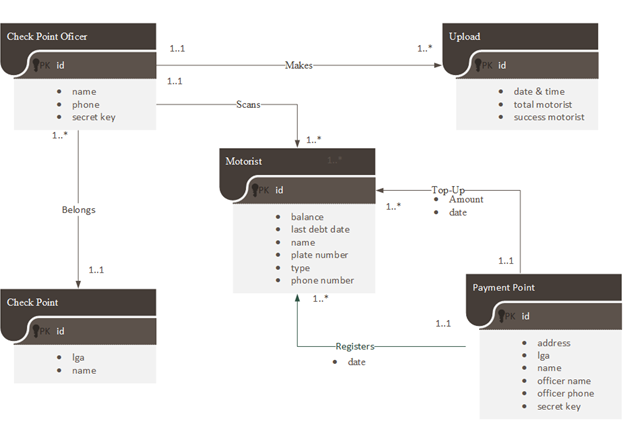 Check Point Oficer
PK id
name
phone
secret key
1..1
Makes
1..*
Upload
PK id
date & time
total motorist
success motorist
1..1
Scans
1..*
Motorist
1..*
PK id
balance
last debt date
name
plate number
type
phone number
1..*
Belongs
1..1
Check Point
PK id
lga
name
Top-Up
Amount
date
1..*
1..1
Payment Point
PK id
address
lga
name
officer name
officer phone
secret key
1..*
1..1
Registers
date